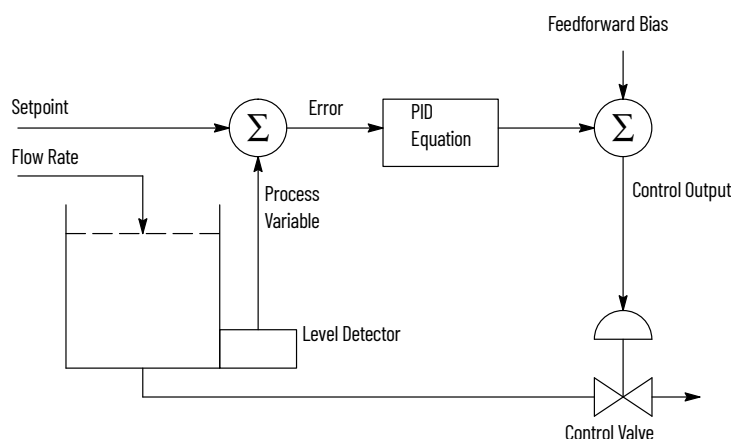 Feedforward Bias
Setpoint
Error
PID
Equation
Σ
Σ
Flow Rate
Process
Variable
Control Output
Level Detector
Control Valve